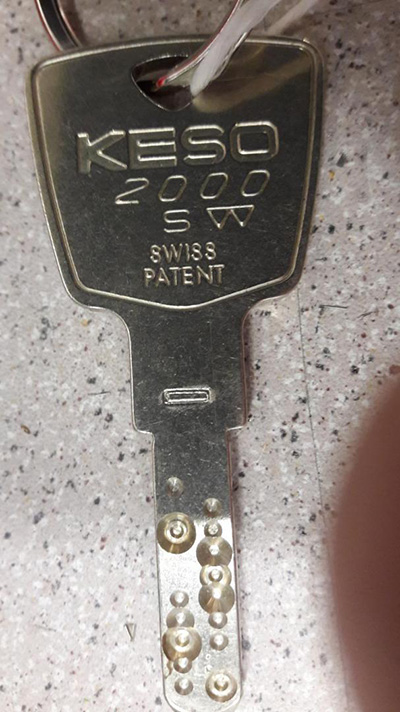 KESO
2000
S W
SWISS
PATENT